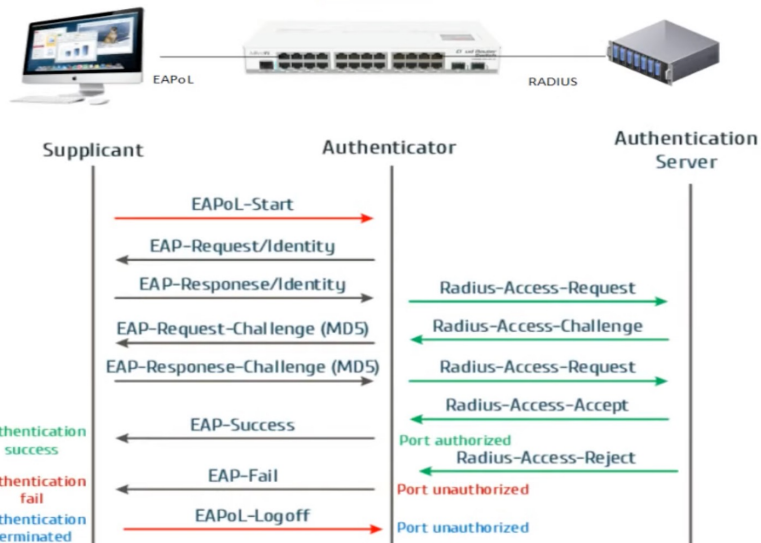 EAPoL
RADIUS
Supplicant
Authenticator
Authentication
Server
EAPoL-Start
EAP-Request/Identity
EAP-Responese/Identity
Radius-Access-Request
EAP-Request-Challenge (MD5)
Radius-Access-Challenge
EAP-Responese-Challenge (MD5)
Radius-Access-Request
Radius-Access-Accept
EAP-Success
thentication
success
Port authorized
Radius-Access-Reject
EAP-Fail
thentication
fail
Port unauthorized
EAPoL-Logoff
thentication
erminated
Port unauthorized